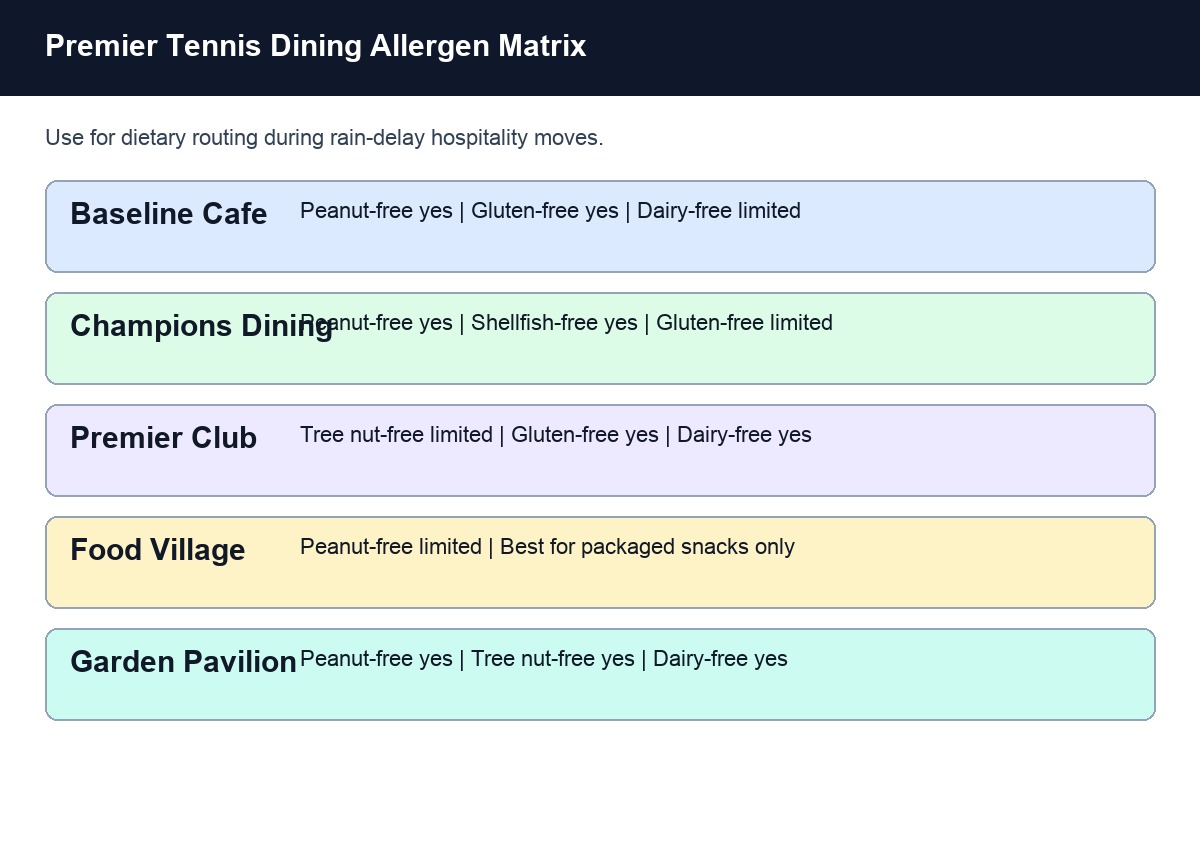 Premier Tennis Dining Allergen Matrix
Use for dietary routing during rain-delay hospitality moves.
Baseline Cafe Peanut-free yes | Gluten-free yes | Dairy-free limited
Champions Dining Peanut-free yes | Shellfish-free yes | Gluten-free limited
Premier Club Tree nut-free limited | Gluten-free yes | Dairy-free yes
Food Village Peanut-free limited | Best for packaged snacks only
Garden Pavilion Peanut-free yes | Tree nut-free yes | Dairy-free yes